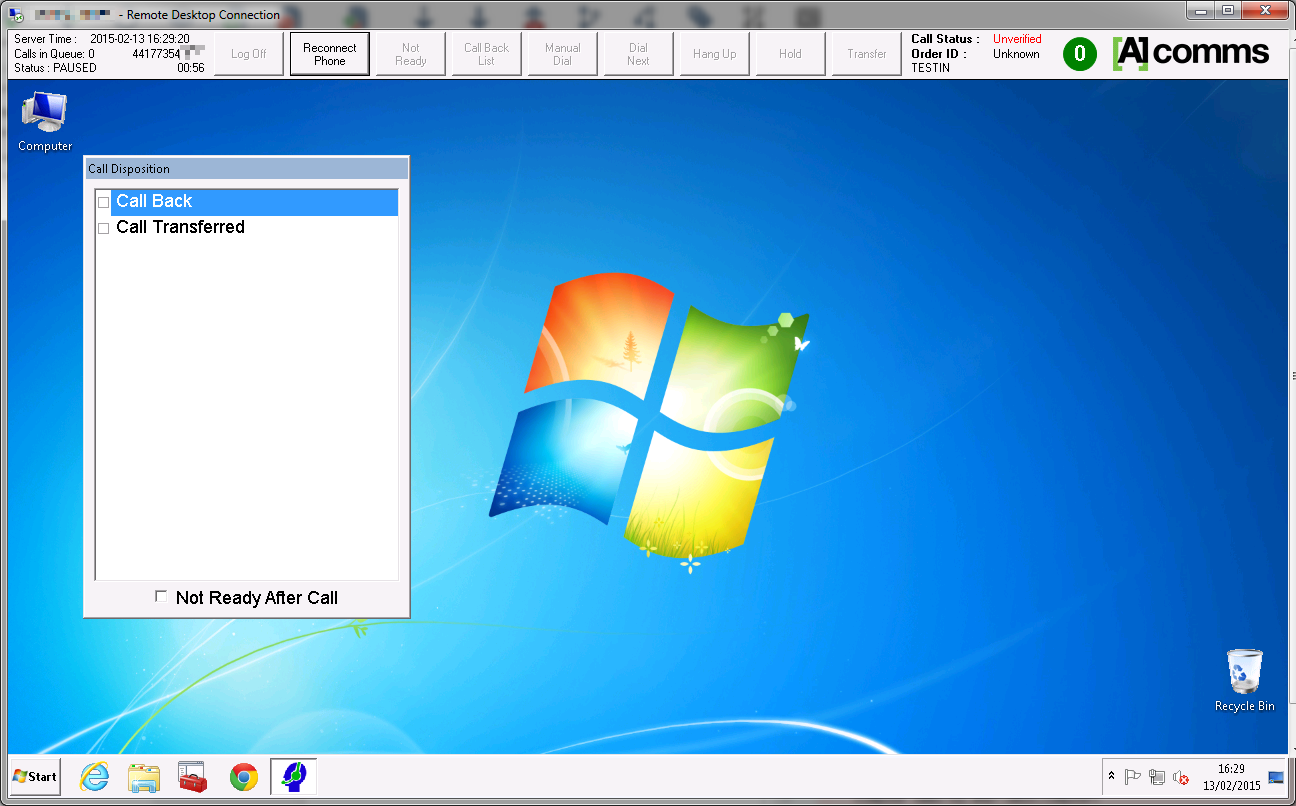 - Remote Desktop Connection
Server Time : 2015-02-13 16:29:20
Calls in Queue: 0 44177354
Status : PAUSED 00:56
Log Off
Reconnect
Phone
Not
Ready
Call Back
List
Manual
Dial
Dial
Next
Hang Up
Hold
Transfer
Call Status : Unverified
Order ID : Unknown
TESTIN
0
[A]comms
Computer
Call Disposition
Call Back
Call Transferred
Not Ready After Call
Recycle Bin
Start
16:29
13/02/2015